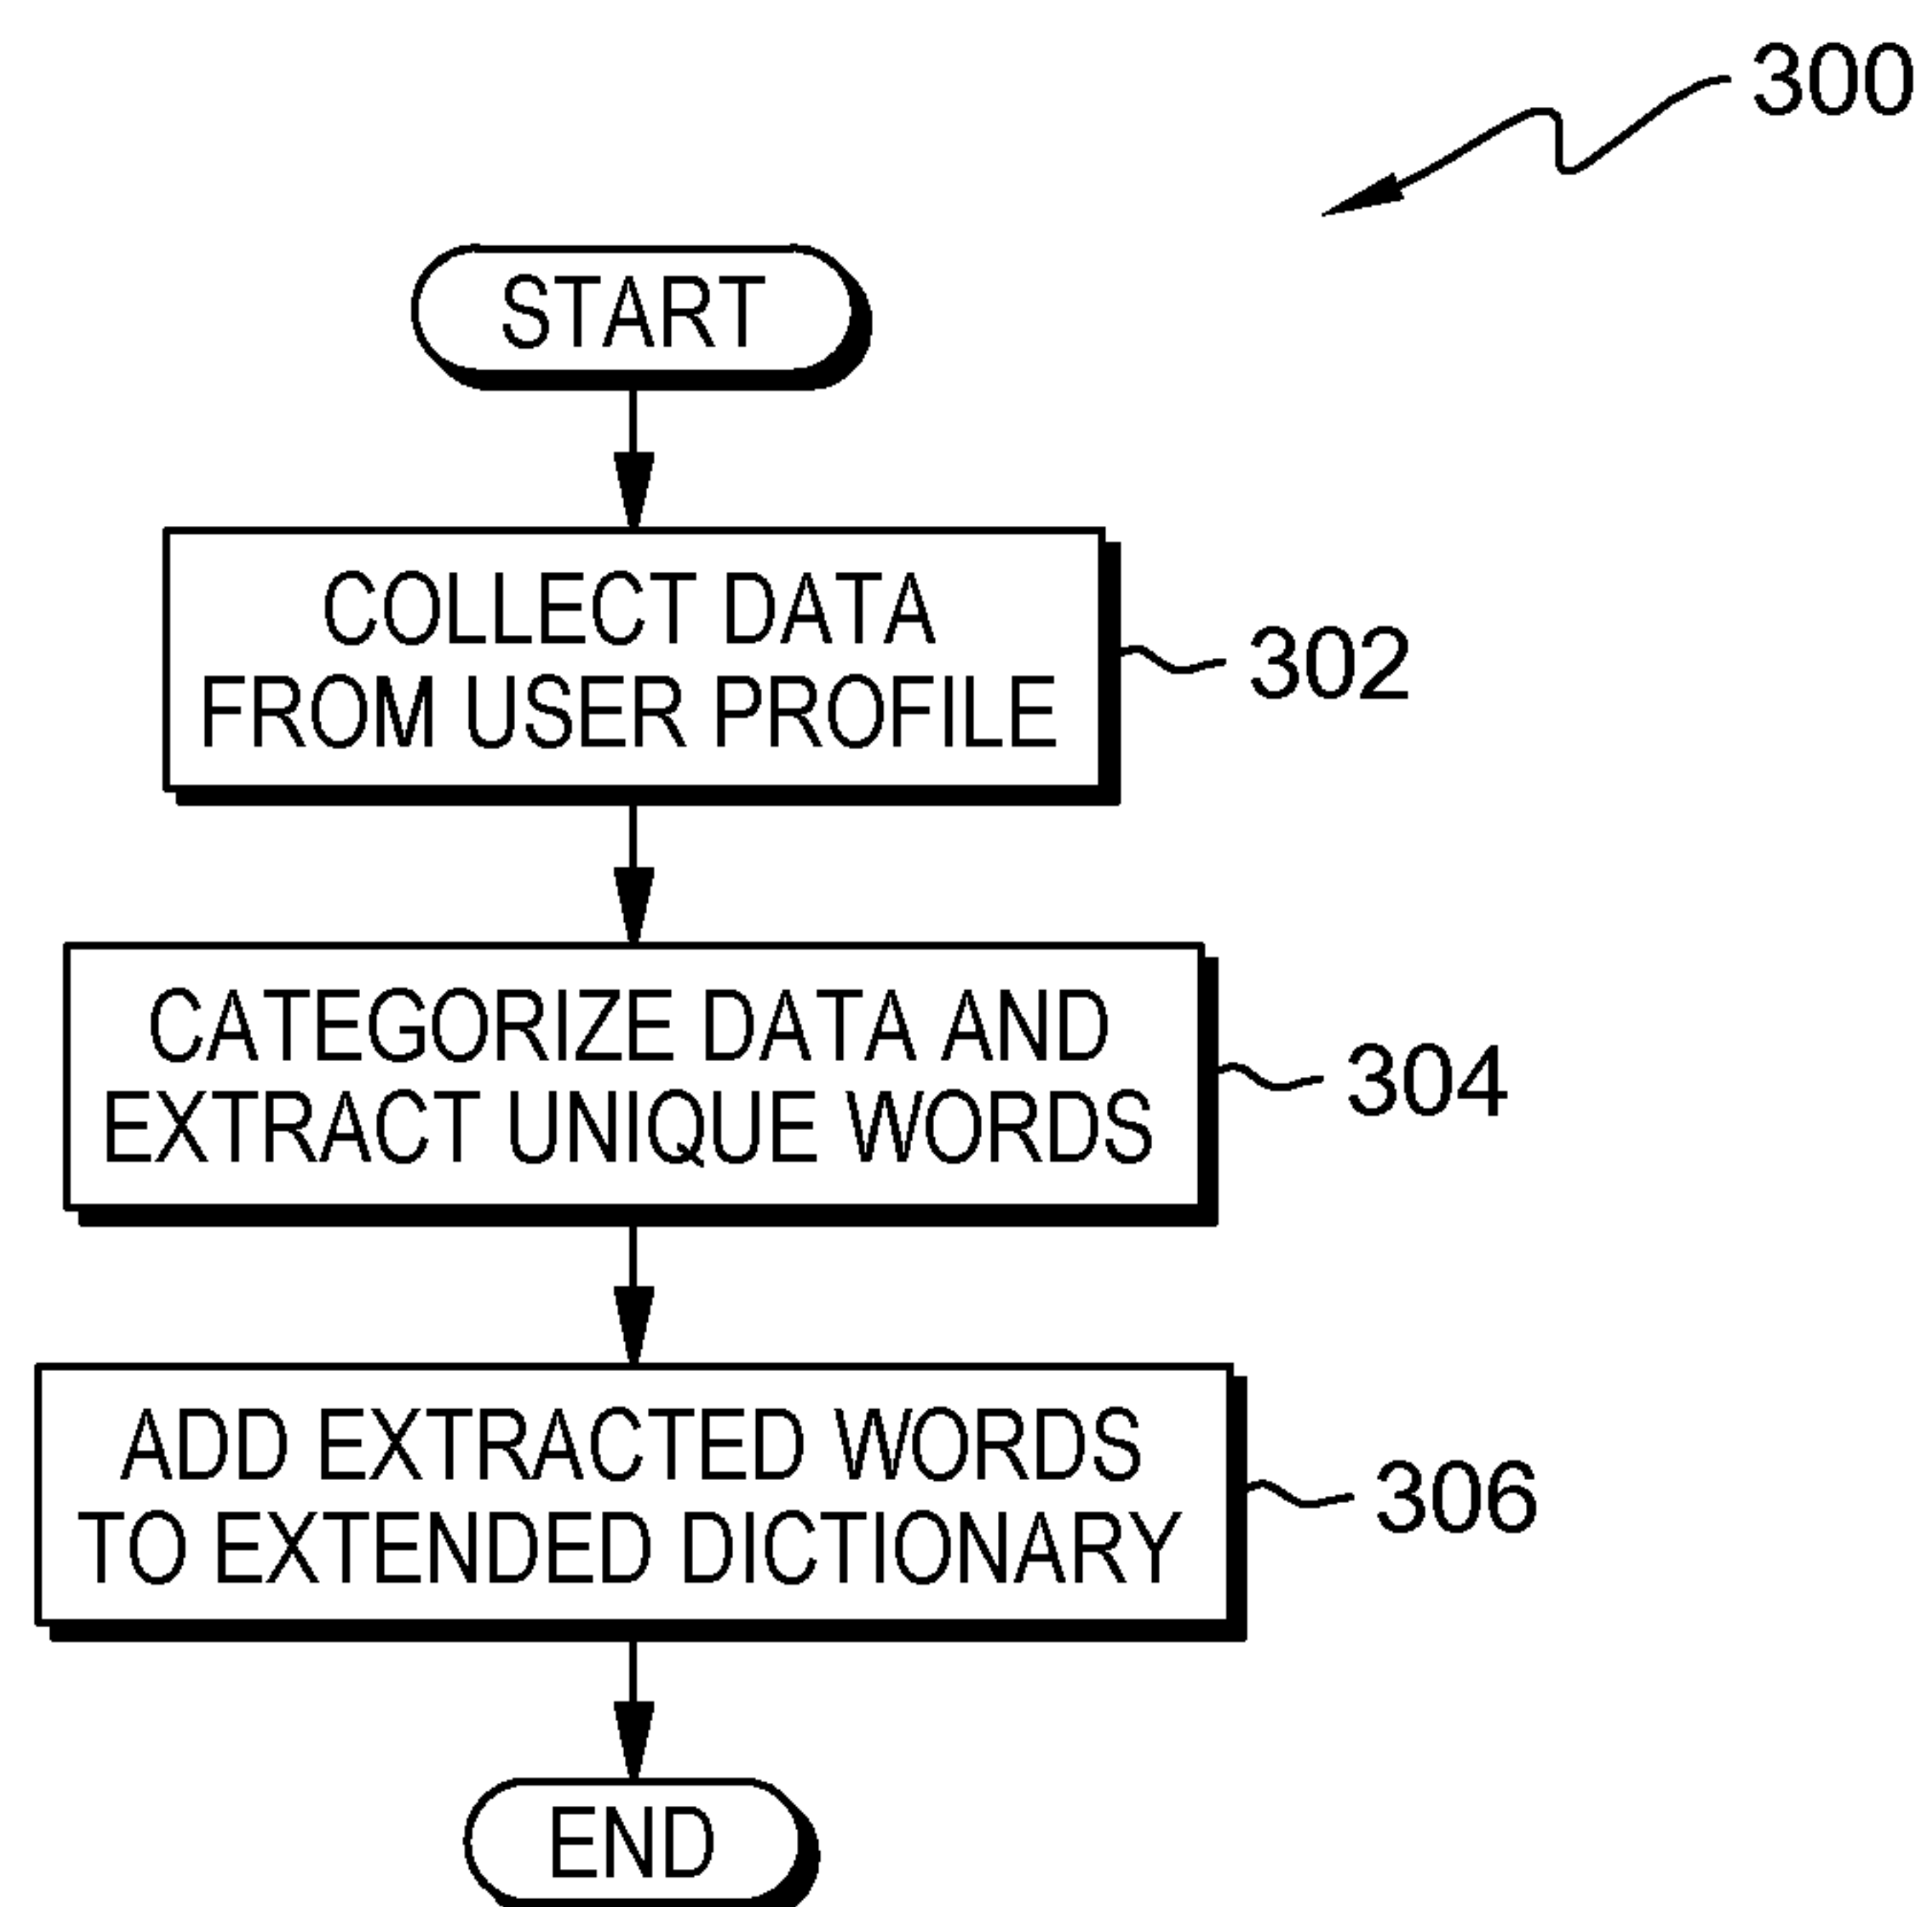 300
START
COLLECT DATA
FROM USER PROFILE
302
CATEGORIZE DATA AND
EXTRACT UNIQUE WORDS
304
ADD EXTRACTED WORDS
TO EXTENDED DICTIONARY
306
END